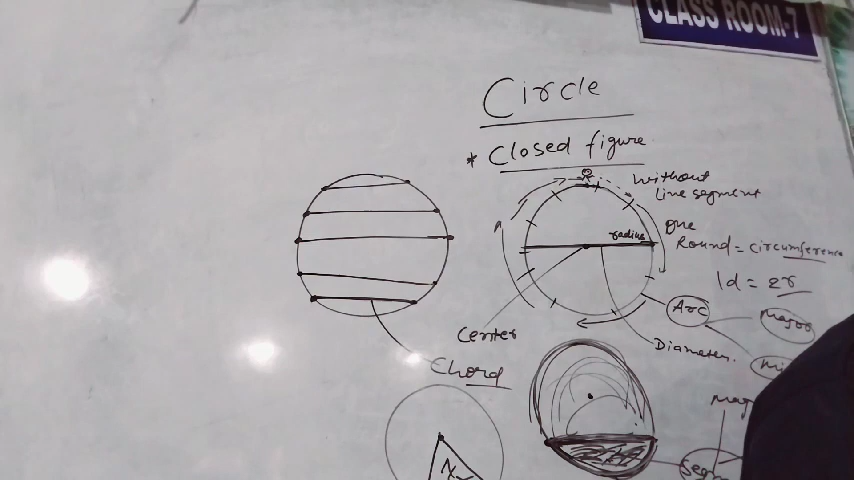 CLASS ROOM-7
Circle
* Closed figure
without
line segment
One
Round = circumference
radius
1d = 2r
Arc
Major
Center
Diameter.
Chord